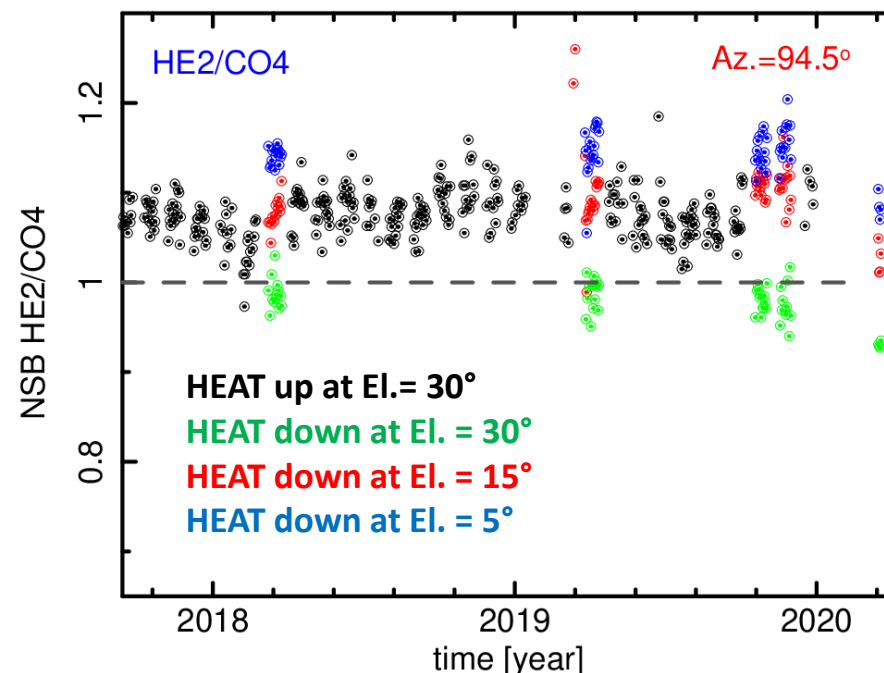 HE2/CO4
Az.=94.5°
1.2
1
0.8
NSB HE2/CO4
HEAT up at El.= 30°
HEAT down at El. = 30°
HEAT down at El. = 15°
HEAT down at El. = 5°
2018 2019 2020
time [year]